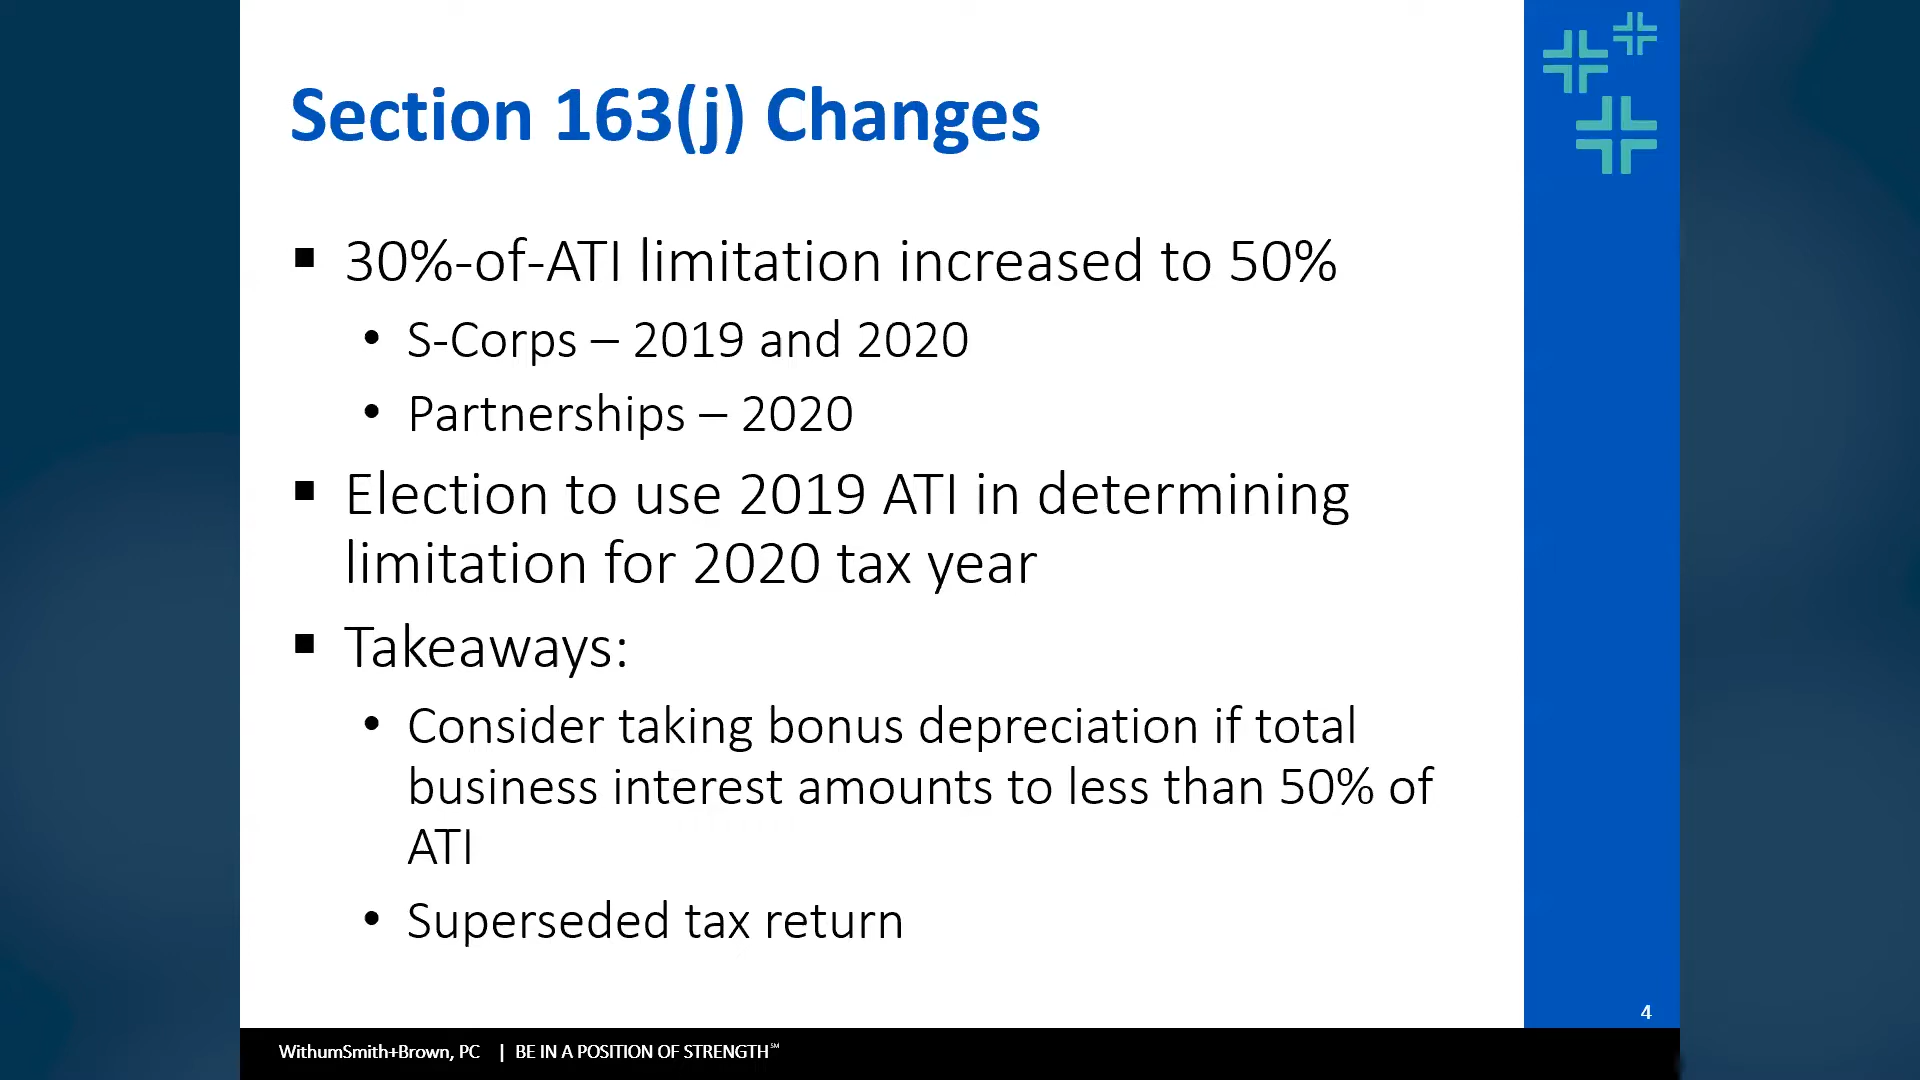 Section 163(j) Changes
▪ 30%-of-ATI limitation increased to 50%
• S-Corps – 2019 and 2020
• Partnerships – 2020
▪ Election to use 2019 ATI in determining
limitation for 2020 tax year
▪ Takeaways:
• Consider taking bonus depreciation if total
business interest amounts to less than 50% of
ATI
• Superseded tax return
4
WithumSmith+Brown, PC | BE IN A POSITION OF STRENGTH℠